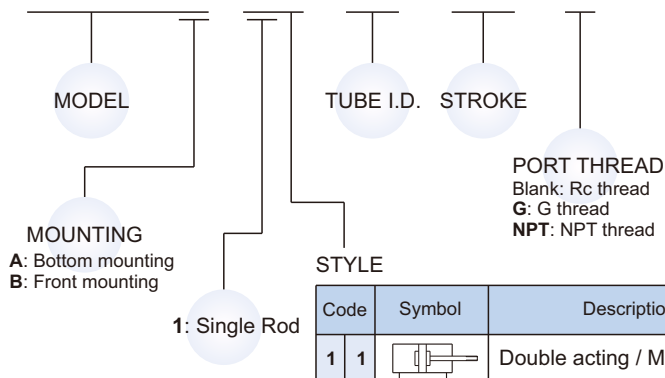 MODEL
TUBE I.D.
STROKE
PORT THREAD
Blank: Rc thread
G: G thread
NPT: NPT thread
MOUNTING
A: Bottom mounting
B: Front mounting
1: Single Rod
STYLE
Code Symbol
1 1 Double acting /